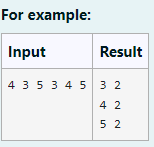 For example:
Input Result
4 3 5 3 4 5 3 2
4 2
5 2